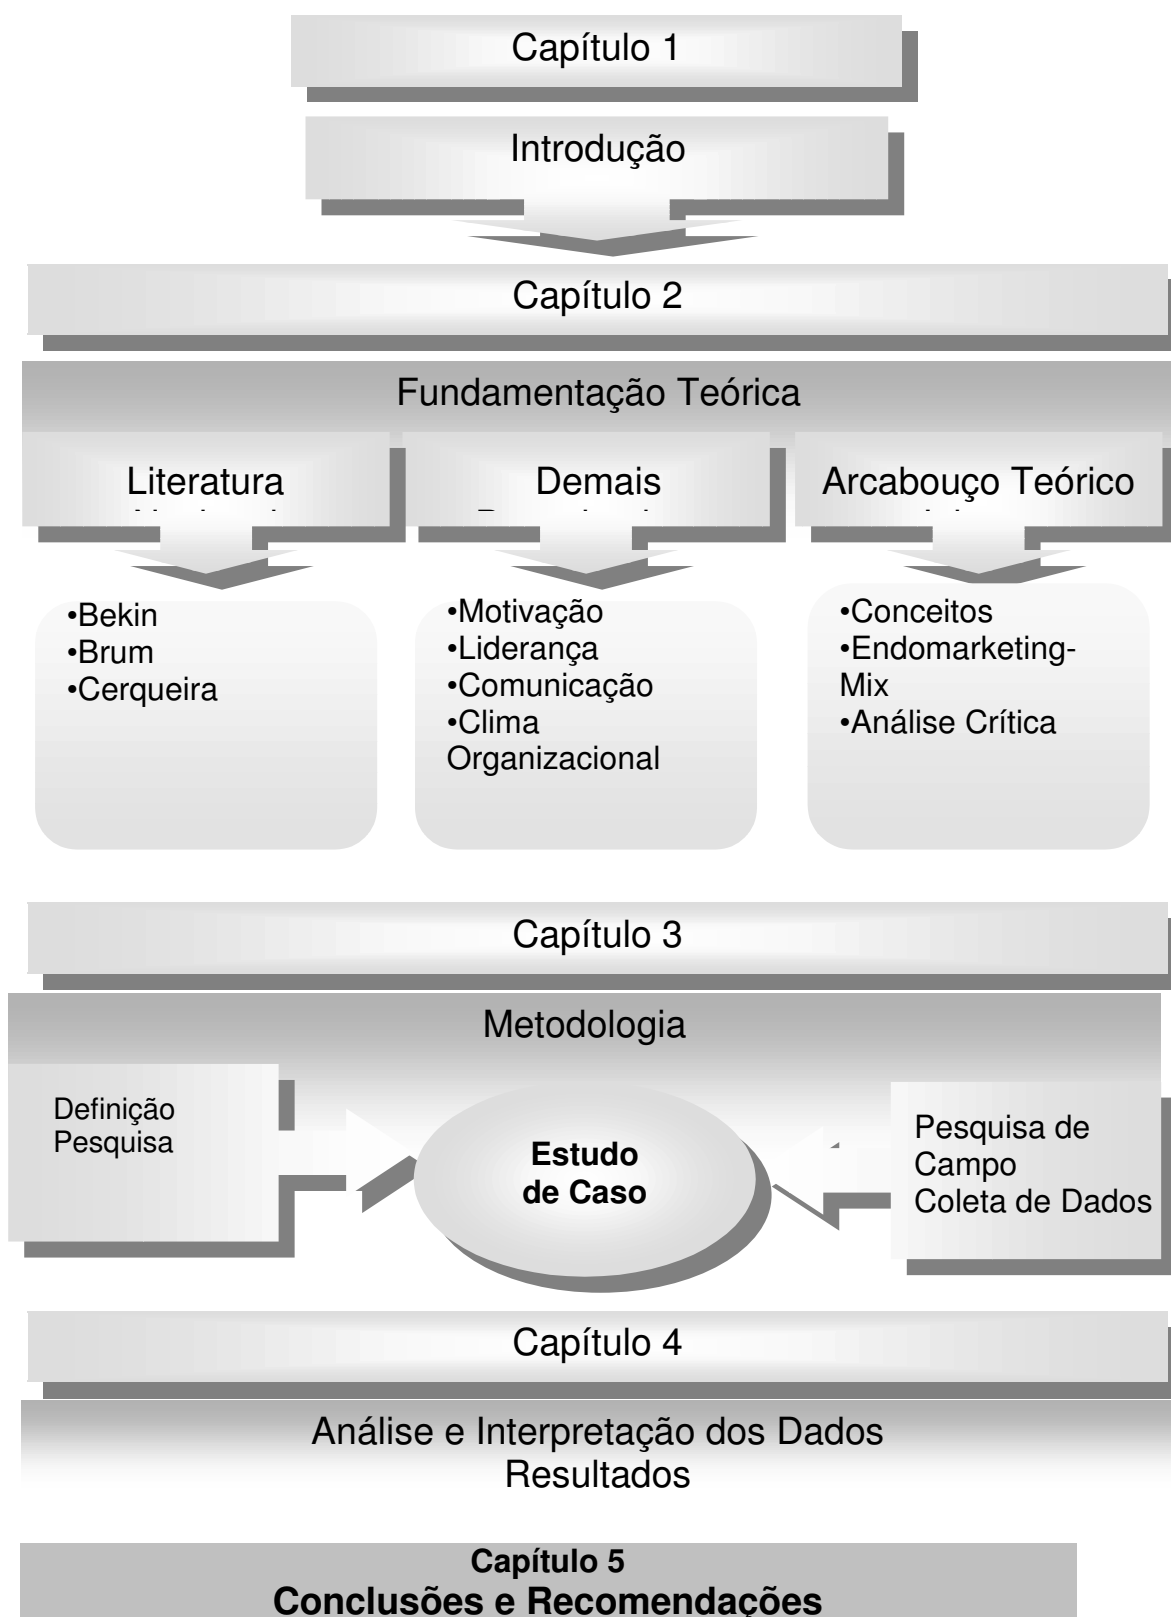 Capítulo 1
Introdução
Capítulo 2
Fundamentação Teórica
Literatura
Demais
Arcabouço Teórico
•Bekin
•Brum
•Cerqueira
•Motivação
•Liderança
•Comunicação
•Clima
Organizacional
•Conceitos
•Endomarketing-
Mix
•Análise Crítica
Capítulo 3
Metodologia
Definição
Pesquisa
Estudo
de Caso
Pesquisa de
Campo
Coleta de Dados
Capítulo 4
Análise e Interpretação dos Dados
Resultados
Capítulo 5
Conclusões e Recomendações